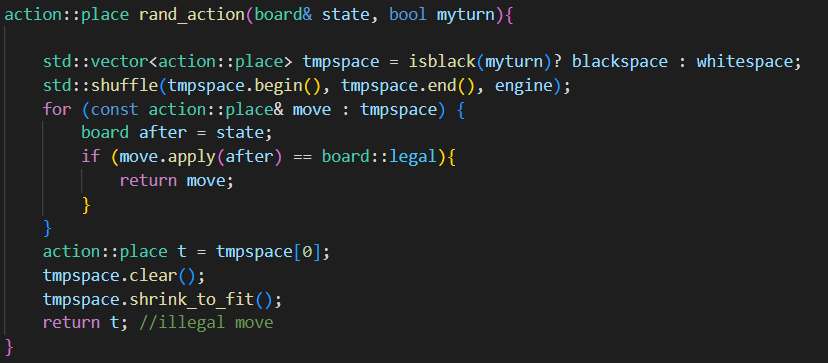 action::place rand_action(board& state, bool myturn){
std::vector<action::place> tmpspace = isblack(myturn)? blackspace : whitespace;
std::shuffle(tmpspace.begin(), tmpspace.end(), engine);
for (const action::place& move : tmpspace) {
board after = state;
if (move.apply(after) == board::legal){
return move;
}
}
action::place t = tmpspace[0];
tmpspace.clear();
tmpspace.shrink_to_fit();
return t; //illegal move
}